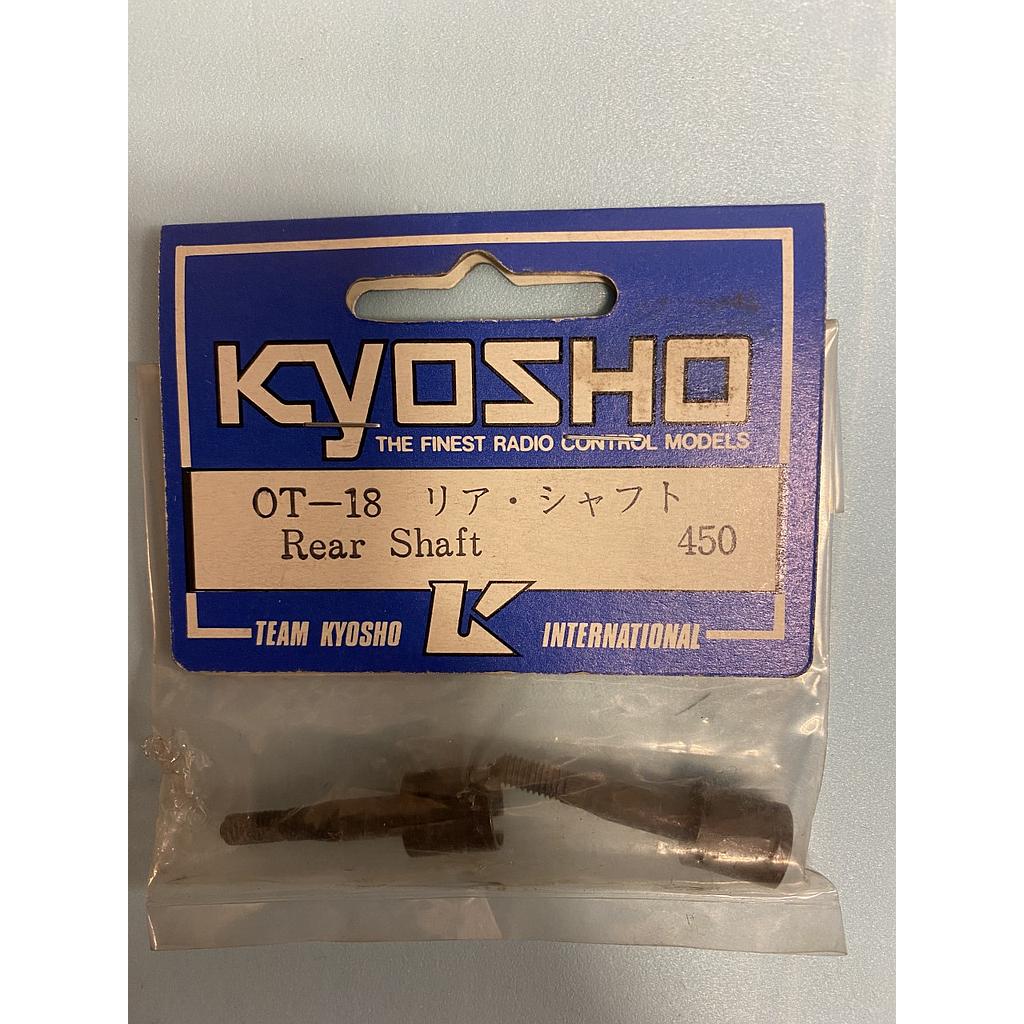 KYOSHO
THE FINEST RADIO CONTROL MODELS
OT-18 リア・シャフト
Rear Shaft 450
K
TEAM KYOSHO INTERNATIONAL